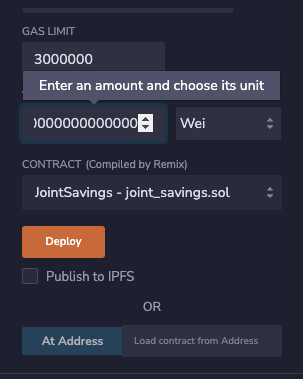 GAS LIMIT
3000000
Enter an amount and choose its unit
0000000000000
Wei
CONTRACT (Compiled by Remix)
JointSavings - joint_savings.sol
Deploy
Publish to IPFS
OR
At Address
Load contract from Address